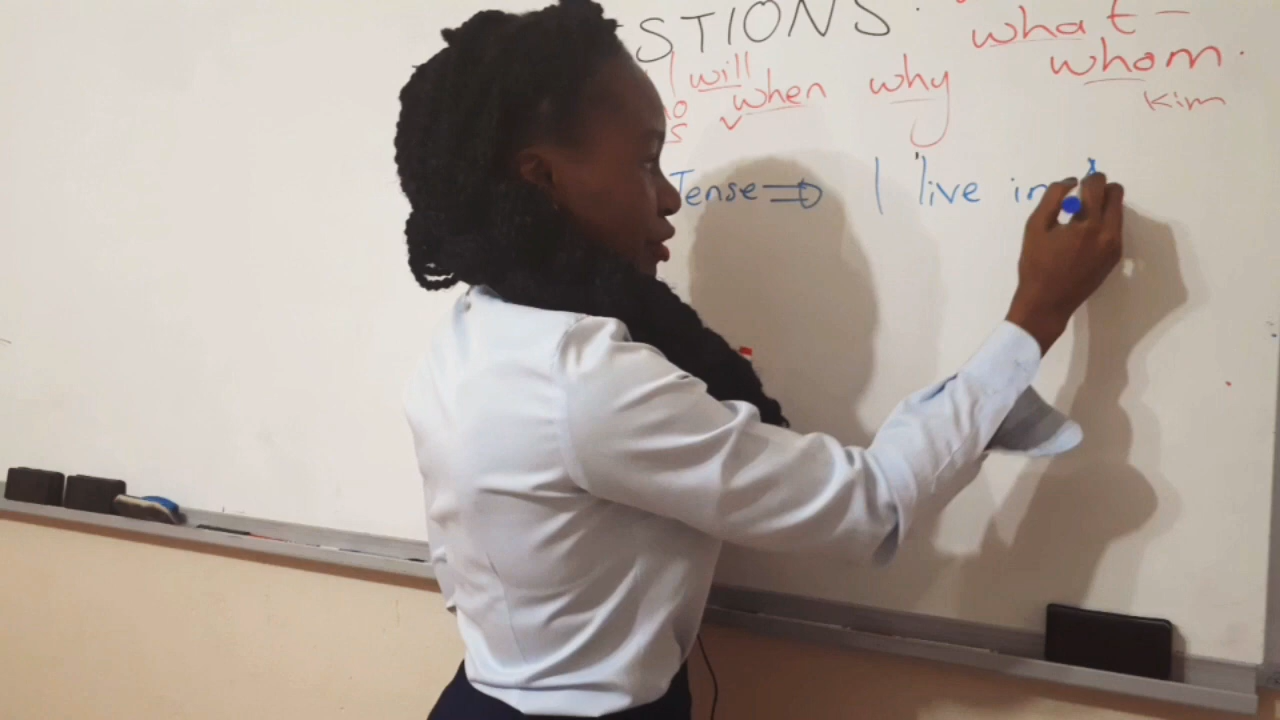 STIONS.
what -
will when why whom.
Kim
Tense ⇒ I live in